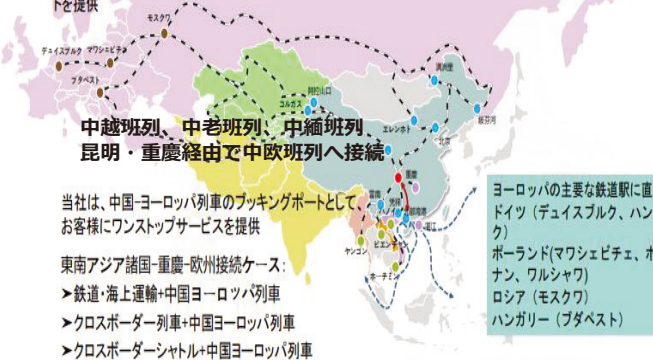 トを提供
モスクワ
デュイスブルク マワシェビチェ
ブダペスト
満洲里
阿拉山口
コルガス
綏芬河
エレンホト
北京
中越班列、中老班列、中緬班列
昆明・重慶経由で中欧班列へ接続
重慶
当社は、中国-ヨーロッパ列車のブッキングポートとして、
お客様にワンストップサービスを提供
ヤンゴン
ビエンチャン
ホーチミン
東南アジア諸国-重慶-欧州接続ケース:
➤鉄道・海上運輸+中国ヨーロッパ列車
➤クロスボーダー列車+中国ヨーロッパ列車
➤クロスボーダーシャトル+中国ヨーロッパ列車
ヨーロッパの主要な鉄道駅に直
ドイツ（デュイスブルク、ハン
ク）
ポーランド(マワシェビチェ、ポ
ナン、ワルシャワ)
ロシア（モスクワ）
ハンガリー（ブダペスト）